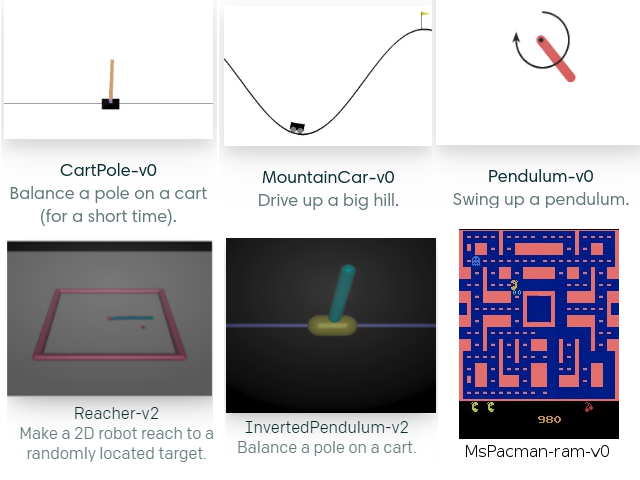 CartPole-v0
Balance a pole on a cart
(for a short time).
MountainCar-v0
Drive up a big hill.
Pendulum-v0
Swing up a pendulum.
Reacher-v2
Make a 2D robot reach to a
randomly located target.
InvertedPendulum-v2
Balance a pole on a cart.
980
MsPacman-ram-v0